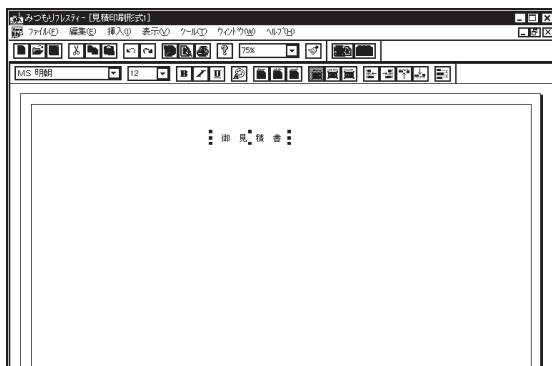 みつもりフレスティ - [見積印刷形式1]
ファイル(F) 編集(E) 挿入(I) 表示(V) ツール(T) ウィンドウ(W) ヘルプ(H)
75%
MS 明朝 12 B I U
御 見 積 書